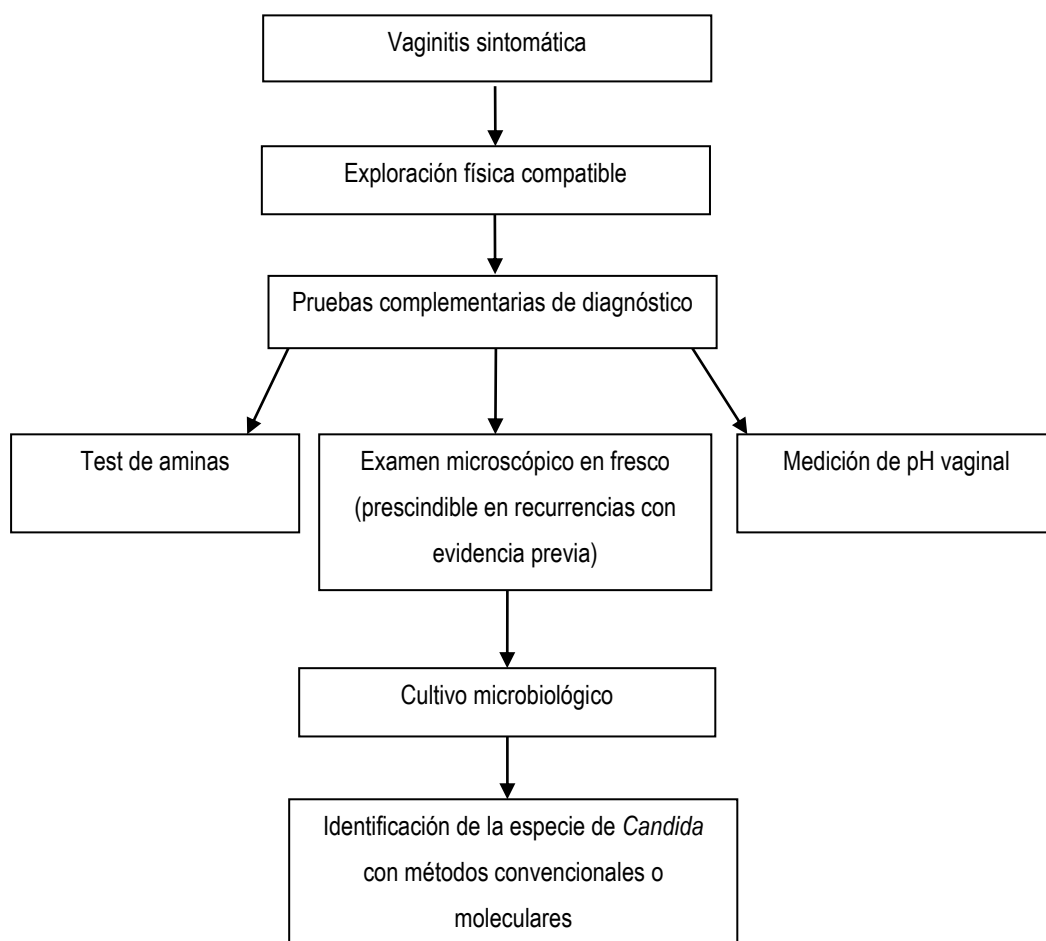 Vaginitis sintomática
Exploración física compatible
Pruebas complementarias de diagnóstico
Test de aminas
Examen microscópico en fresco
(prescindible en recurrencias con
evidencia previa)
Medición de pH vaginal
Cultivo microbiológico
Identificación de la especie de Candida
con métodos convencionales o
moleculares